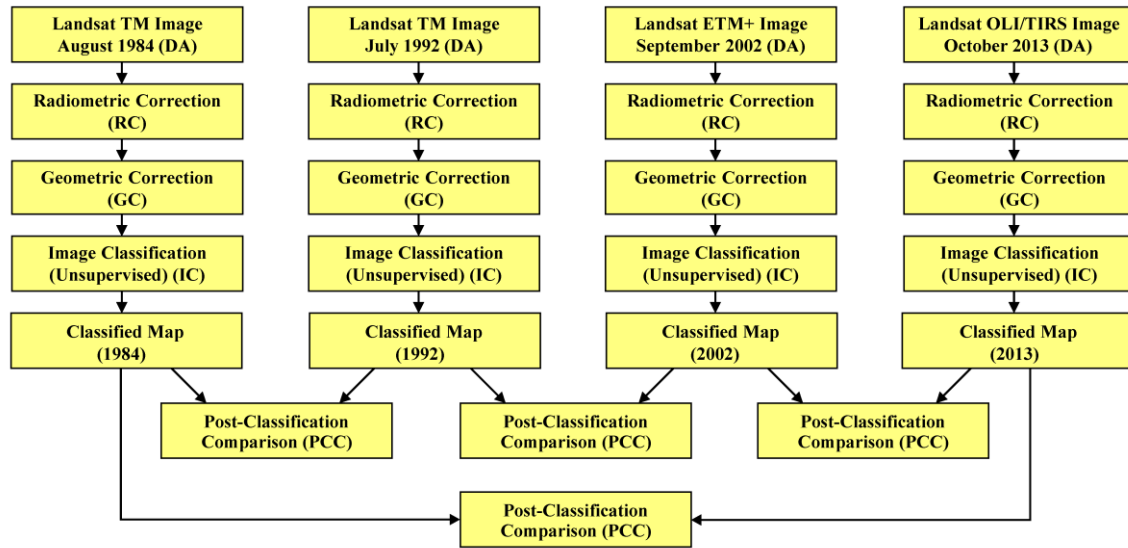 Landsat TM Image
August 1984 (DA)
Landsat TM Image
July 1992 (DA)
Landsat ETM+ Image
September 2002 (DA)
Landsat OLI/TIRS Image
October 2013 (DA)
Radiometric Correction
(RC)
Radiometric Correction
(RC)
Radiometric Correction
(RC)
Radiometric Correction
(RC)
Geometric Correction
(GC)
Geometric Correction
(GC)
Geometric Correction
(GC)
Geometric Correction
(GC)
Image Classification
(Unsupervised) (IC)
Image Classification
(Unsupervised) (IC)
Image Classification
(Unsupervised) (IC)
Image Classification
(Unsupervised) (IC)
Classified Map
(1984)
Classified Map
(1992)
Classified Map
(2002)
Classified Map
(2013)
Post-Classification
Comparison (PCC)
Post-Classification
Comparison (PCC)
Post-Classification
Comparison (PCC)
Post-Classification
Comparison (PCC)